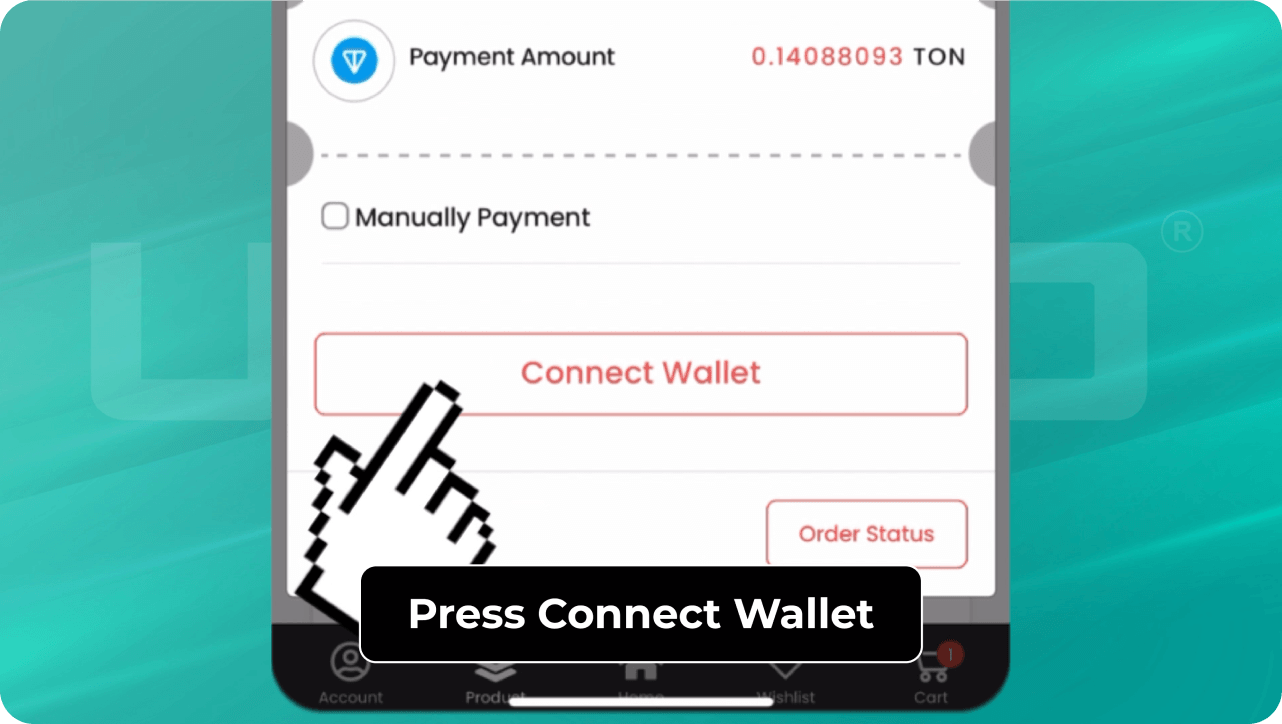 Payment Amount 0.14088093 TON
Manually Payment
®
Connect Wallet
Order Status
Press Connect Wallet
1
Account Product Home Wishlist Cart